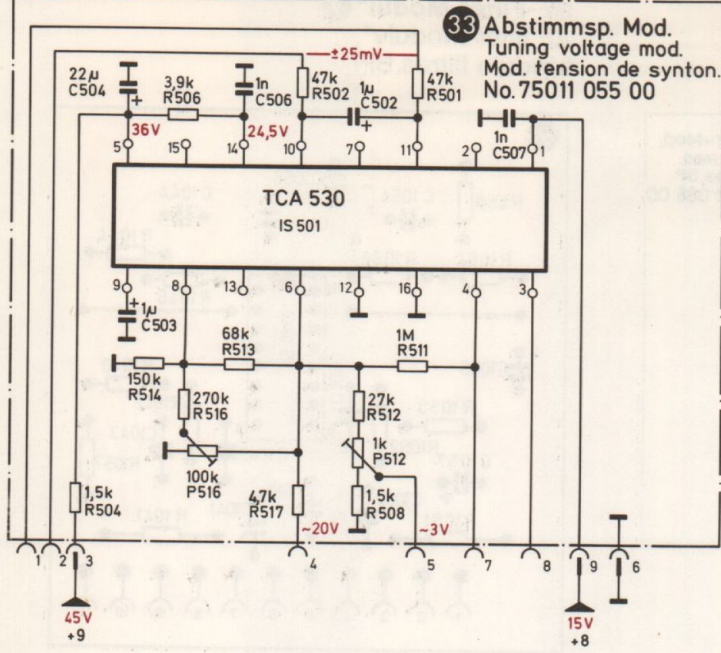 33 Abstimmsp. Mod.
Tuning voltage mod.
Mod. tension de synton.
No. 75011 055 00
±25mV
22µ
C504
3,9k
R506
1n
C506
47k
R502
1µ
C502
47k
R501
+
+
36V
24,5V
1n
C507
5
15
14
10
7
11
2
1
TCA 530
IS 501
9
8
13
6
12
16
4
3
+
1µ
C503
68k
R513
1M
R511
150k
R514
270k
R516
27k
R512
100k
P516
1k
P512
1,5k
R504
4,7k
R517
1,5k
R508
~20V
~3V
1
2
3
4
5
7
8
9
6
45V
+9
15V
+8